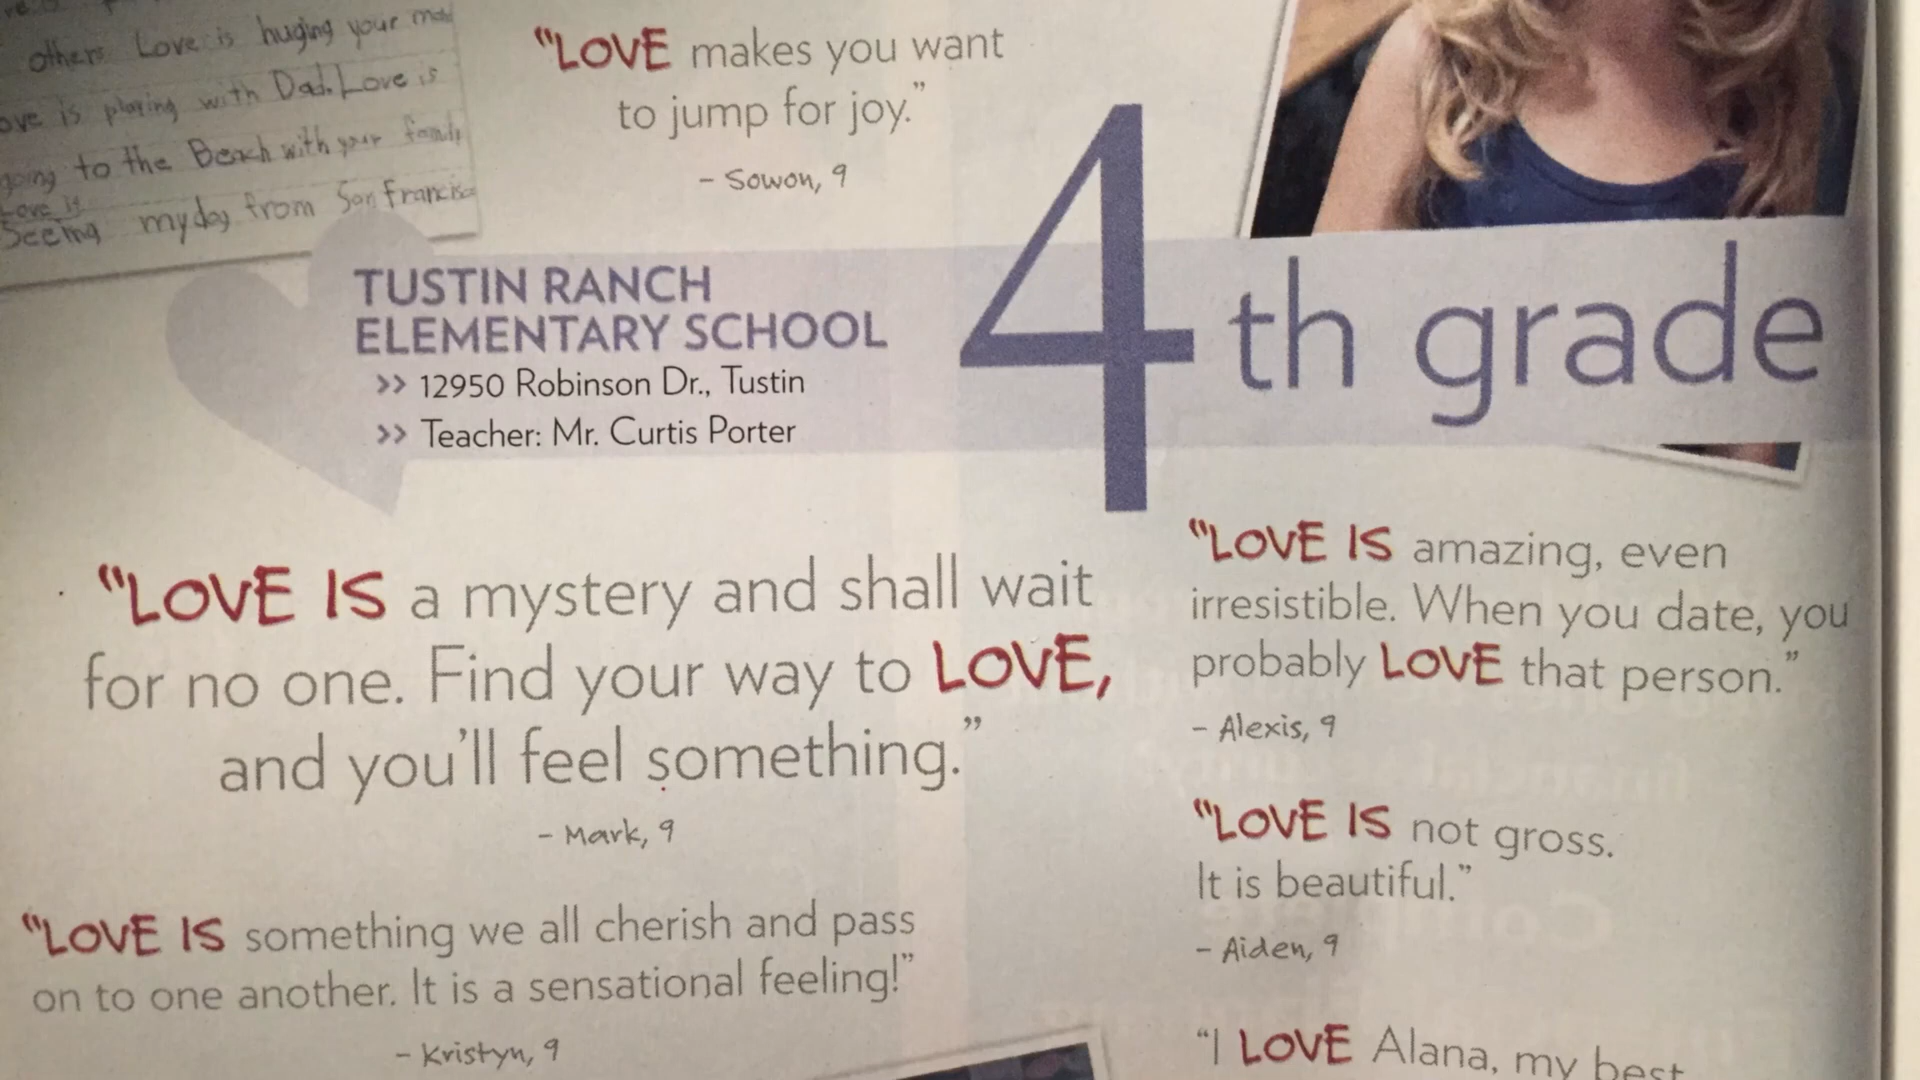 others Love is huging your
ove is playing with Dad. Love is
going to the Beach with your family
Love is
Seeing my dog from San Francisc
"LOVE makes you want
to jump for joy."
- Sowon, 9
TUSTIN RANCH
ELEMENTARY SCHOOL
>> 12950 Robinson Dr., Tustin
>> Teacher: Mr. Curtis Porter
4th grade
"LOVE IS a mystery and shall wait
for no one. Find your way to LOVE,
and you'll feel something."
- Mark, 9
"LOVE IS something we all cherish and pass
on to one another. It is a sensational feeling!"
- Kristyn, 9
"LOVE IS amazing, even
irresistible. When you date, you
probably LOVE that person."
- Alexis, 9
"LOVE IS not gross.
It is beautiful."
- Aiden, 9
"I LOVE Alana, my best